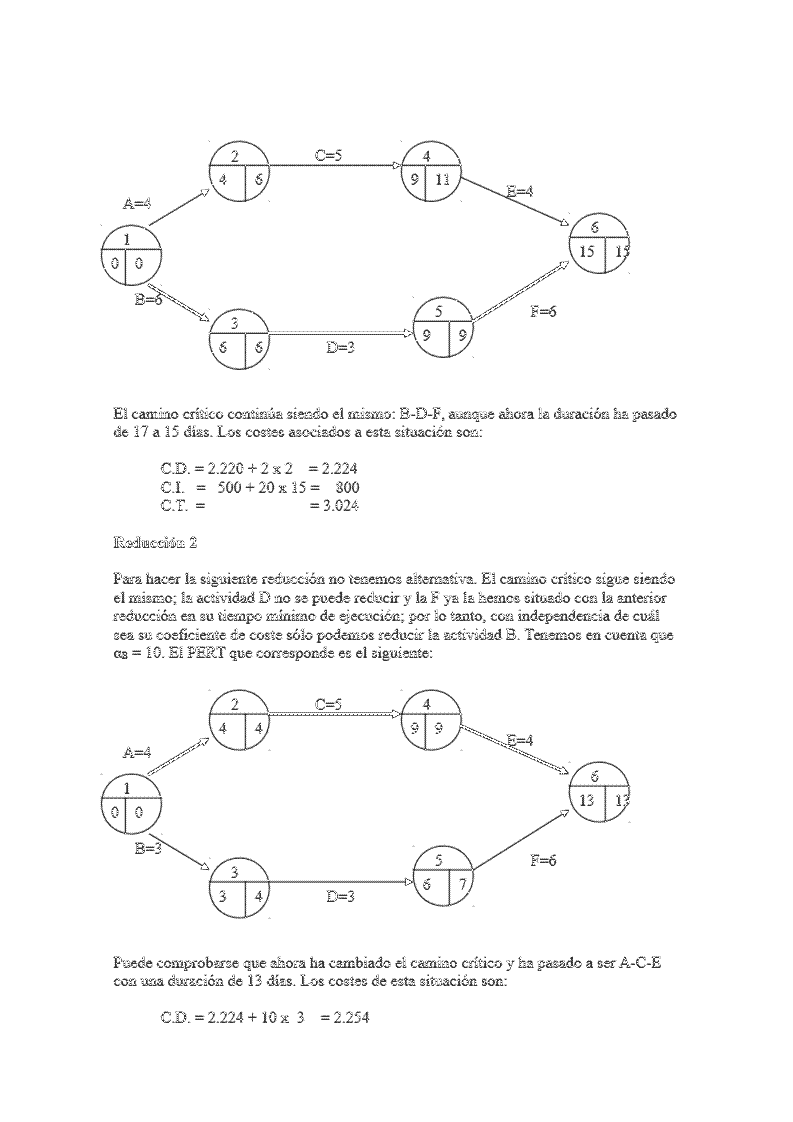 2
C=5
4
4 6
9 11
E=4
A=4
6
1
15 15
0 0
B=6
5
F=6
3
9 9
6 6
D=3
El camino crítico continúa siendo el mismo: B-D-F, aunque ahora la duración ha pasado
de 17 a 15 días. Los costes asociados a esta situación son:
C.D. = 2.220 + 2 x 2 = 2.224
C.I. = 500 + 20 x 15 = 800
C.T. = = 3.024
Reducción 2
Para hacer la siguiente reducción no tenemos alternativa. El camino crítico sigue siendo
el mismo; la actividad D no se puede reducir y la F ya la hemos situado con la anterior
reducción en su tiempo mínimo de ejecución; por lo tanto, con independencia de cuál
sea su coeficiente de coste sólo podemos reducir la actividad B. Tenemos en cuenta que
αB = 10. El PERT que corresponde es el siguiente:
2
C=5
4
4 4
9 9
E=4
A=4
6
1
13 13
0 0
B=3
5
F=6
3
6 7
3 4
D=3
Puede comprobarse que ahora ha cambiado el camino crítico y ha pasado a ser A-C-E
con una duración de 13 días. Los costes de esta situación son:
C.D. = 2.224 + 10 x 3 = 2.254